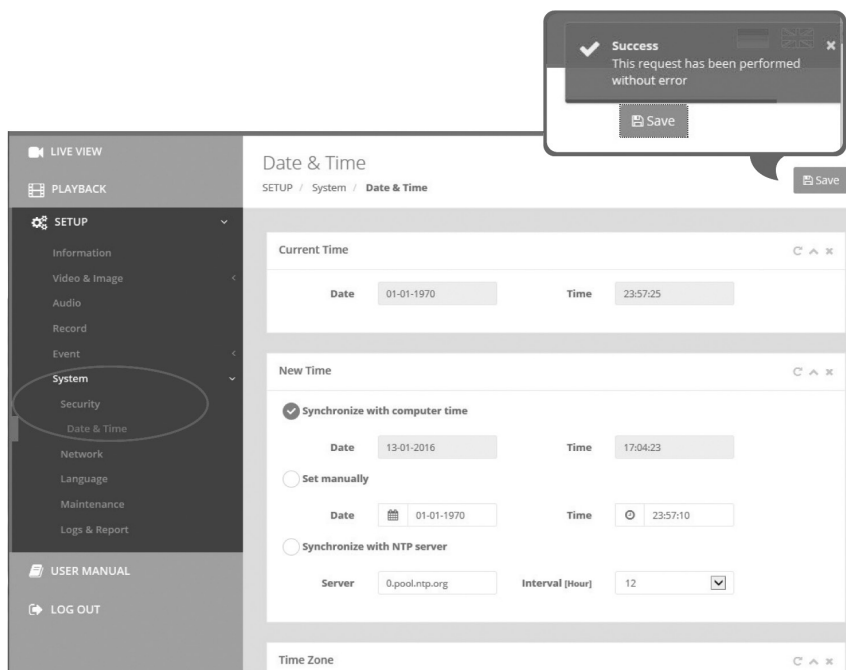 Success
This request has been performed
without error
Save
LIVE VIEW
PLAYBACK
SETUP
Information
Video & Image
Audio
Record
Event
System
Security
Date & Time
Network
Language
Maintenance
Logs & Report
USER MANUAL
LOG OUT
Date & Time
SETUP / System / Date & Time
Save
Current Time
Date 01-01-1970 Time 23:57:25
New Time
Synchronize with computer time
Date 13-01-2016 Time 17:04:23
Set manually
Date 01-01-1970 Time 23:57:10
Synchronize with NTP server
Server 0.pool.ntp.org Interval [Hour] 12
Time Zone